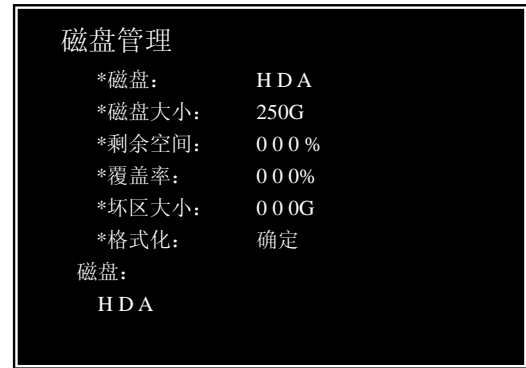 磁盘管理
*磁盘： H D A
*磁盘大小： 250G
*剩余空间： 0 0 0 %
*覆盖率： 0 0 0%
*坏区大小： 0 0 0G
*格式化： 确定
磁盘：
H D A